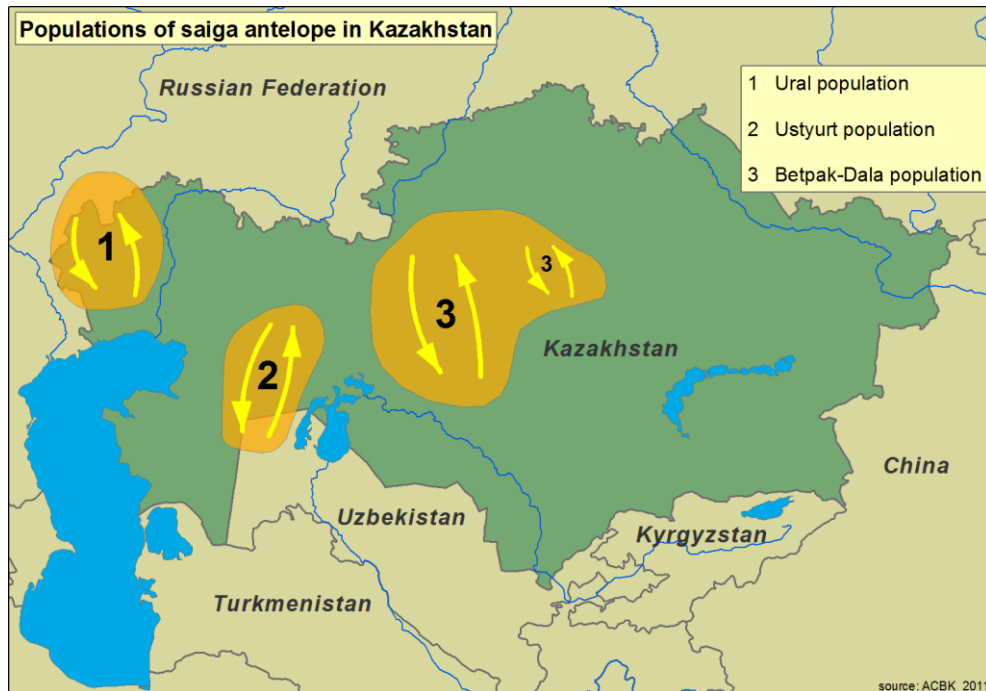 Populations of saiga antelope in Kazakhstan
Russian Federation
1 Ural population
2 Ustyurt population
3 Betpak-Dala population
1
3
3
2
Kazakhstan
China
Uzbekistan
Kyrgyzstan
Turkmenistan
source: ACBK 2011